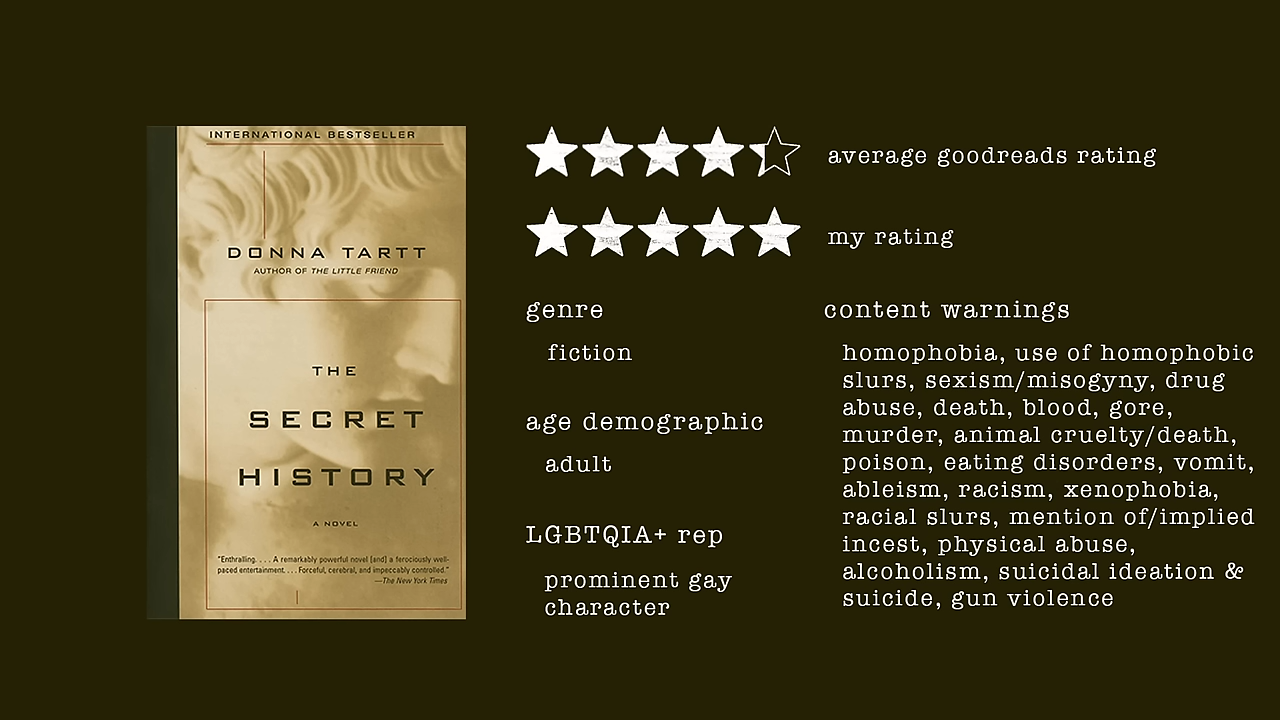 INTERNATIONAL BESTSELLER
DONNA TARTT
AUTHOR OF THE LITTLE FRIEND
THE
SECRET
HISTORY
A NOVEL
"Enthralling. . . . A remarkably powerful novel [and] a ferociously well-
paced entertainment. . . . Forceful, cerebral, and impeccably controlled."
—The New York Times
average goodreads rating
my rating
genre
fiction
age demographic
adult
LGBTQIA+ rep
prominent gay
character
content warnings
homophobia, use of homophobic
slurs, sexism/misogyny, drug
abuse, death, blood, gore,
murder, animal cruelty/death,
poison, eating disorders, vomit,
ableism, racism, xenophobia,
racial slurs, mention of/implied
incest, physical abuse,
alcoholism, suicidal ideation &
suicide, gun violence